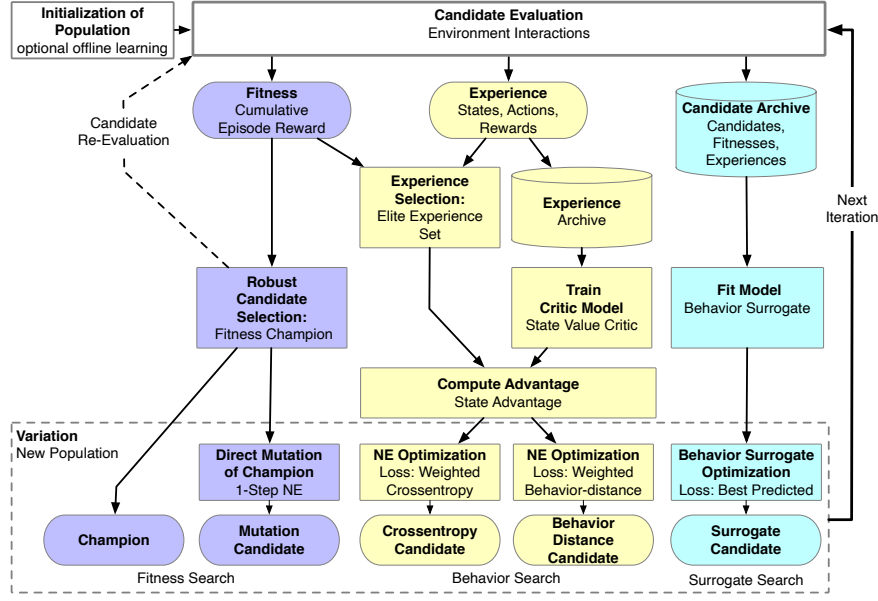 Initialization of
Population
optional offline learning
Candidate Evaluation
Environment Interactions
Fitness
Cumulative
Episode Reward
Experience
States, Actions,
Rewards
Candidate Archive
Candidates,
Fitnesses,
Experiences
Candidate
Re-Evaluation
Experience
Selection:
Elite Experience
Set
Experience
Archive
Next
Iteration
Robust
Candidate
Selection:
Fitness Champion
Train
Critic Model
State Value Critic
Fit Model
Behavior Surrogate
Compute Advantage
State Advantage
Variation
New Population
Direct Mutation
of Champion
1-Step NE
NE Optimization
Loss: Weighted
Crossentropy
NE Optimization
Loss: Weighted
Behavior-distance
Behavior Surrogate
Optimization
Loss: Best Predicted
Champion
Mutation
Candidate
Crossentropy
Candidate
Behavior
Distance
Candidate
Surrogate
Candidate
Fitness Search
Behavior Search
Surrogate Search